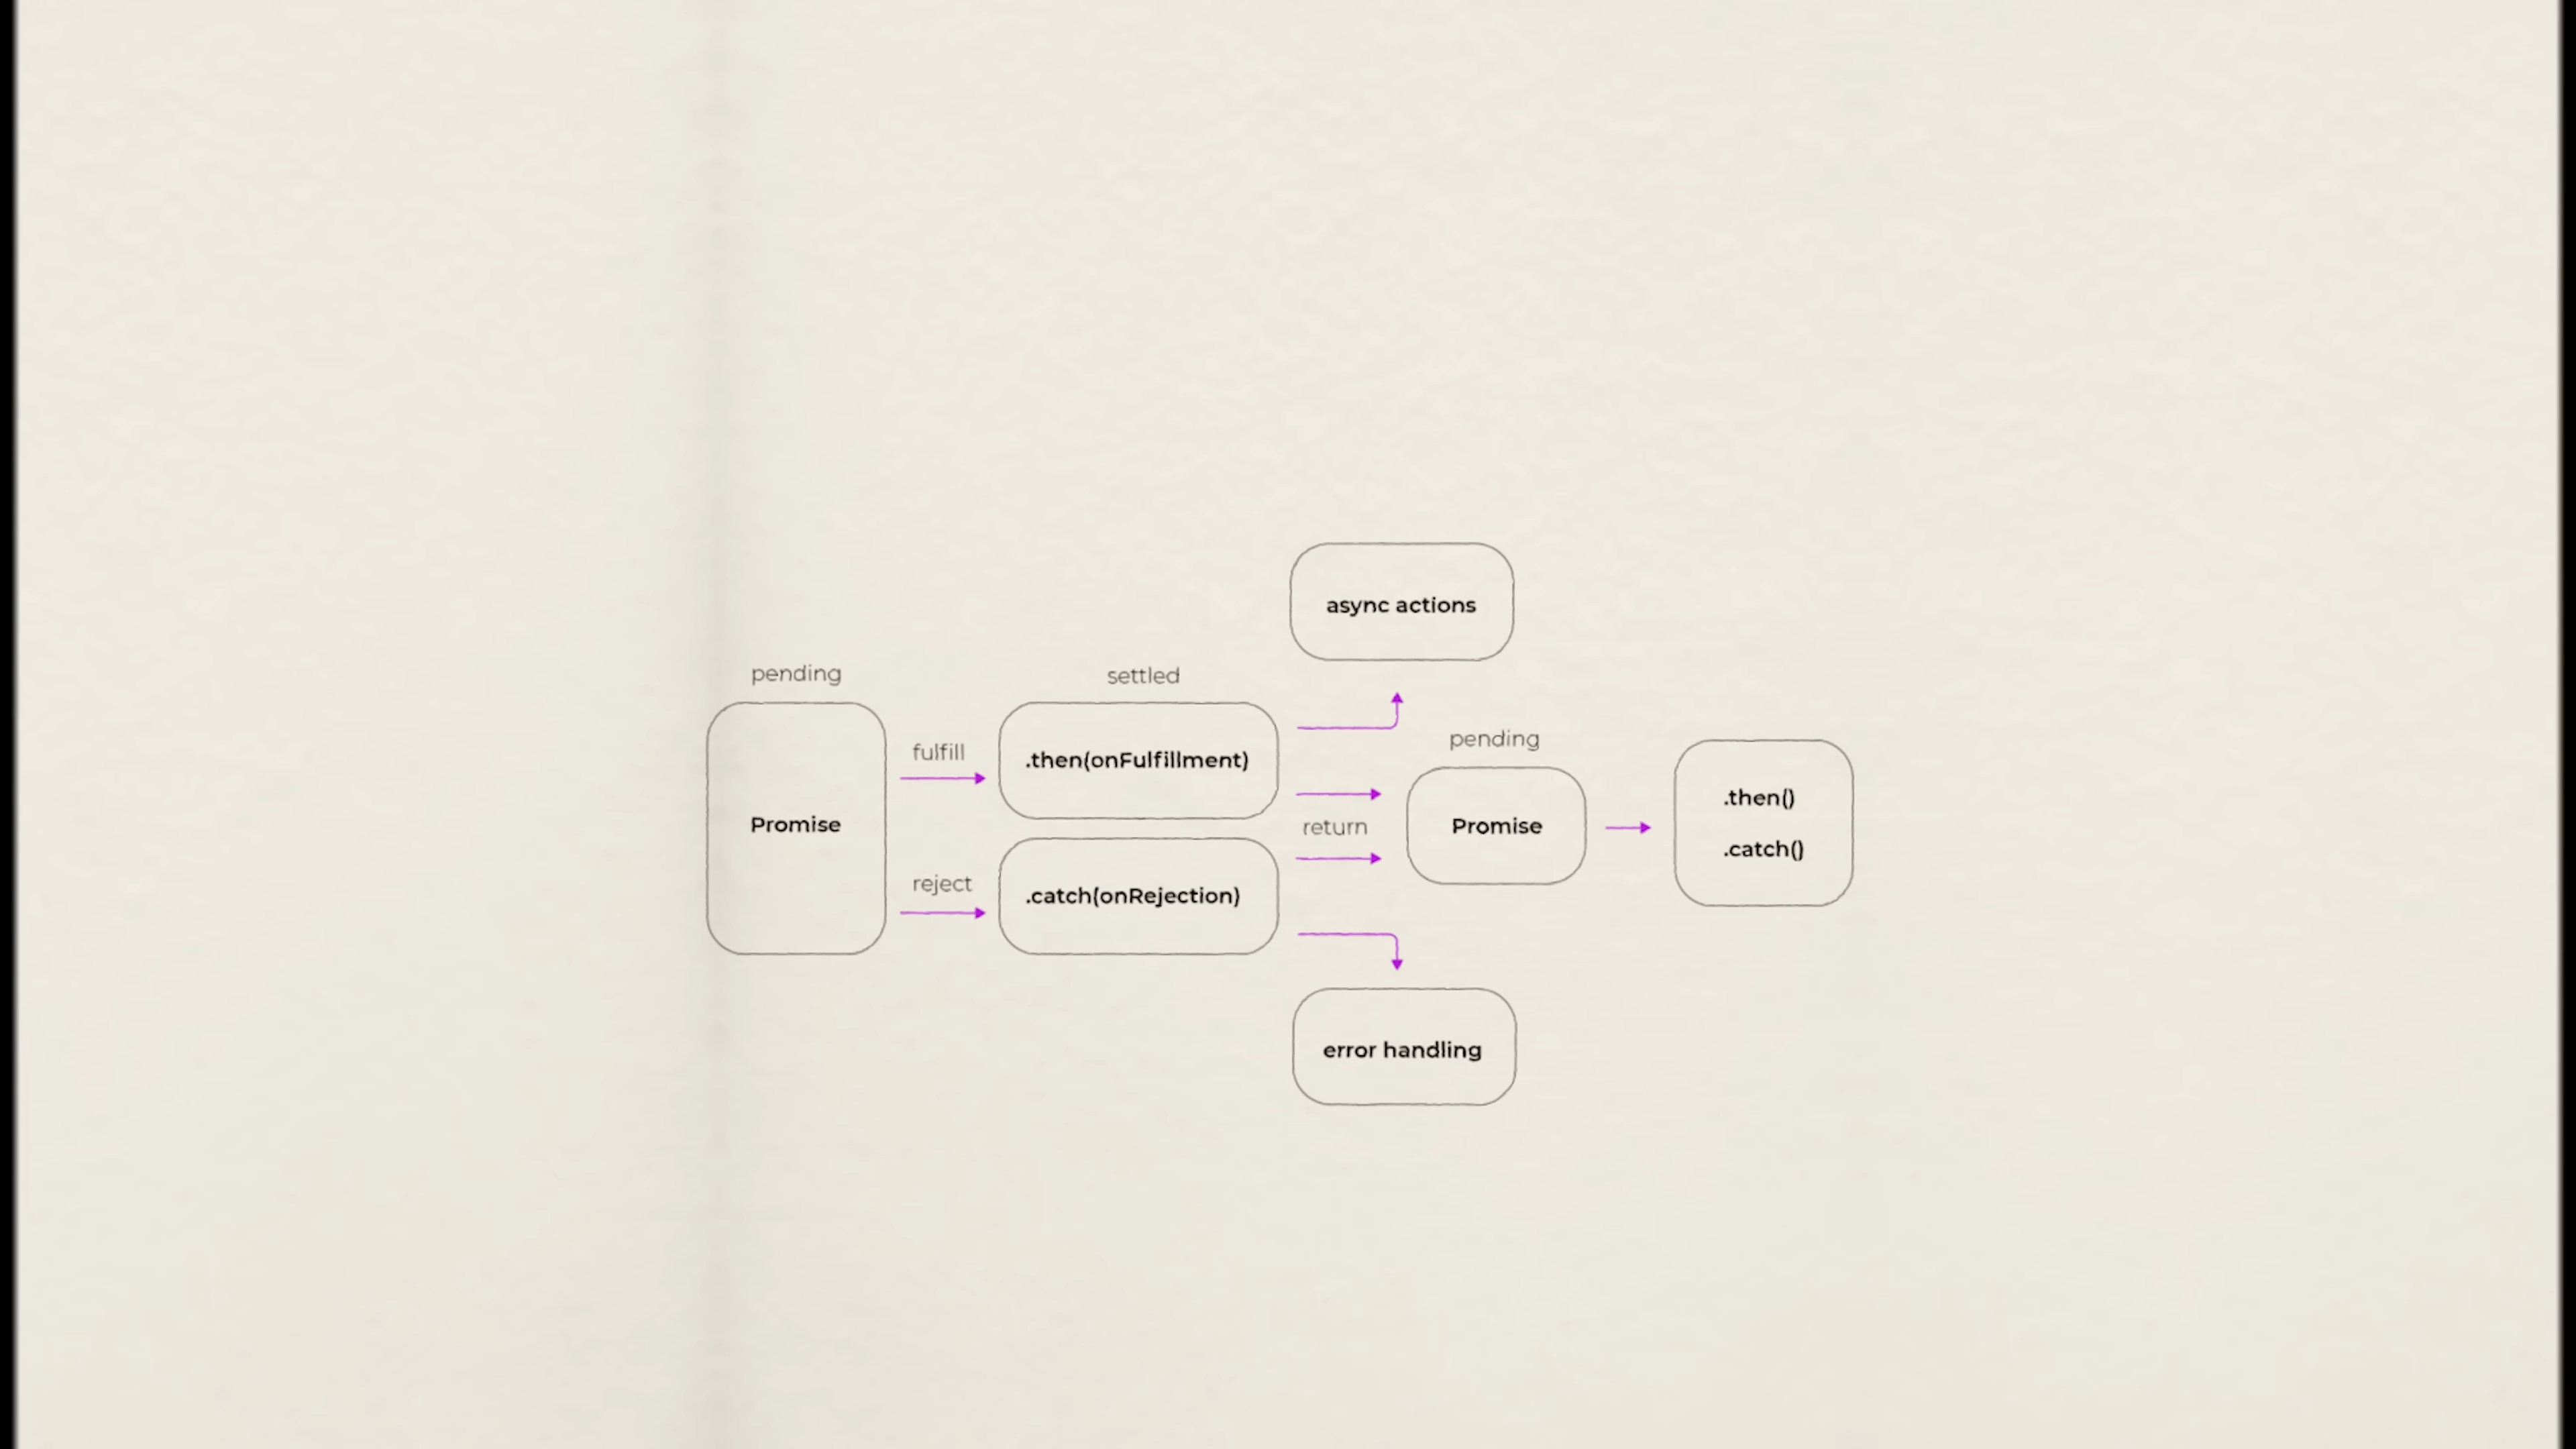 async actions
pending
settled
fulfill
.then(onFulfillment)
pending
Promise
return
Promise
.then()
.catch()
reject
.catch(onRejection)
error handling